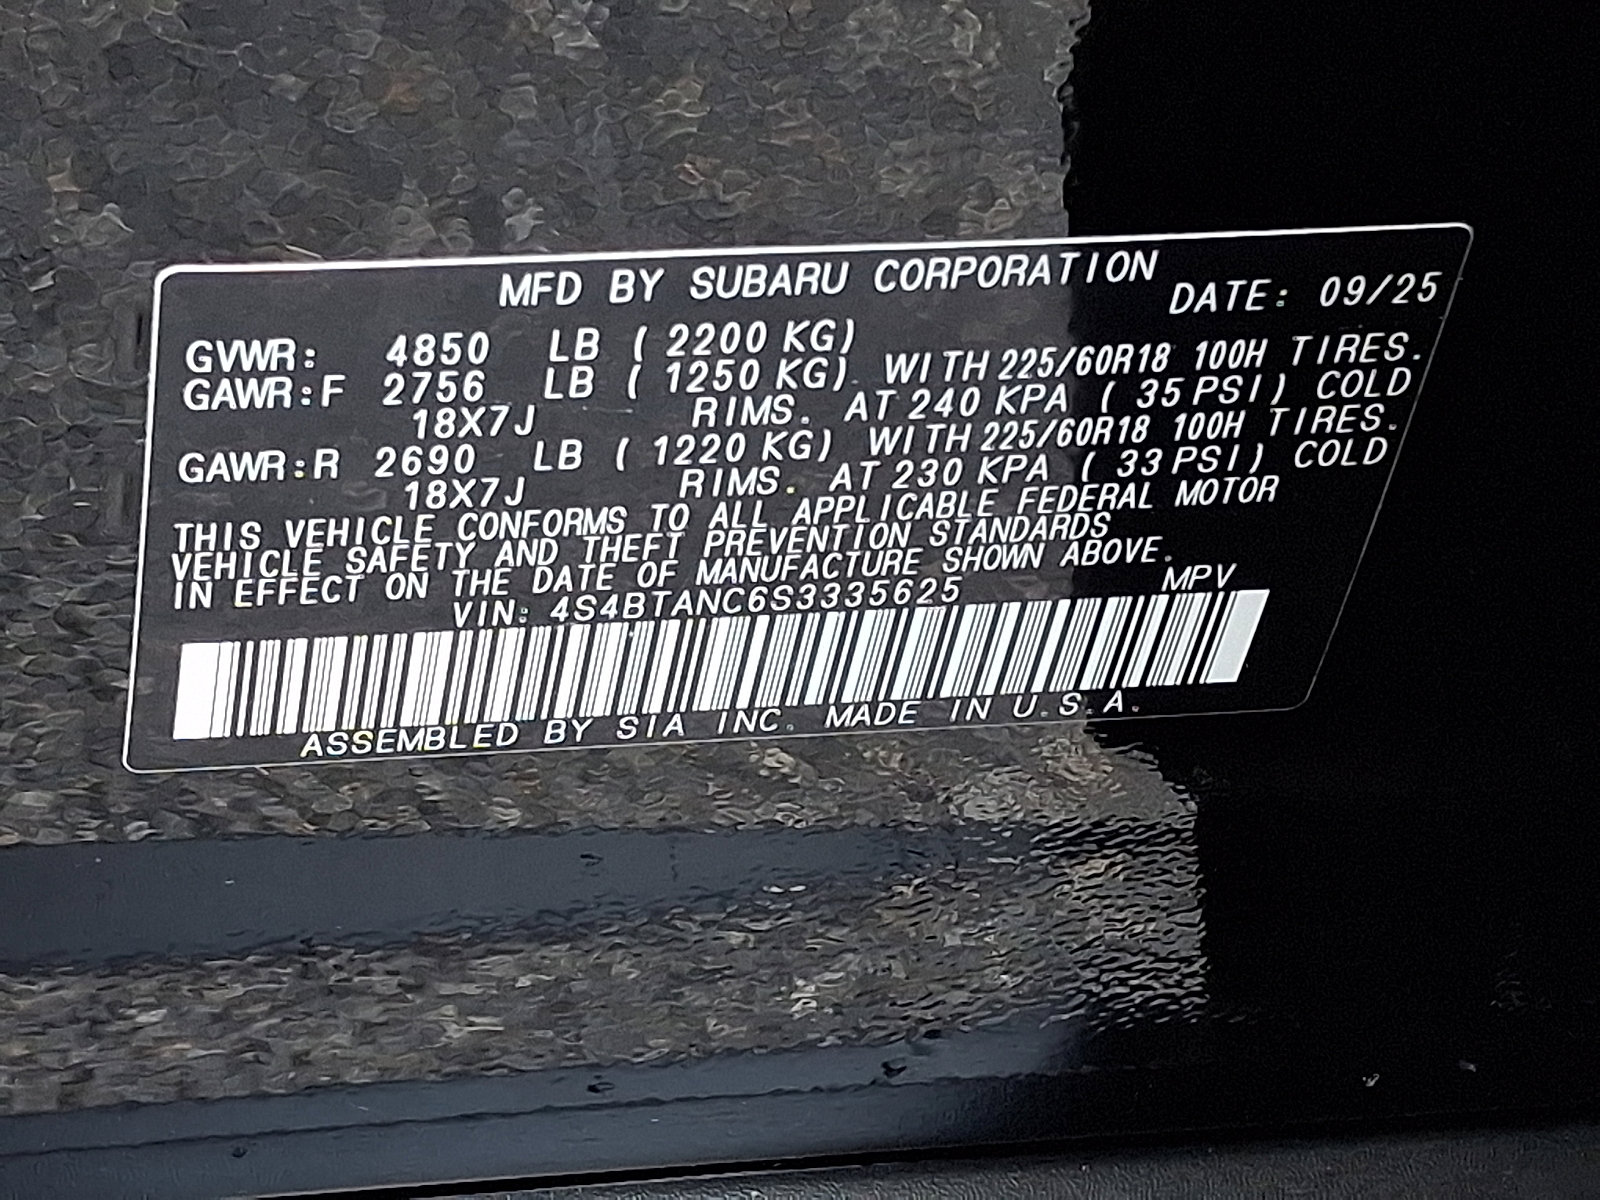 MFD BY SUBARU CORPORATION
DATE: 09/25
GVWR: 4850 LB ( 2200 KG)
GAWR:F 2756 LB ( 1250 KG) WITH 225/60R18 100H TIRES.
18X7J RIMS. AT 240 KPA ( 35 PSI) COLD
GAWR:R 2690 LB ( 1220 KG) WITH 225/60R18 100H TIRES.
18X7J RIMS. AT 230 KPA ( 33 PSI) COLD
THIS VEHICLE CONFORMS TO ALL APPLICABLE FEDERAL MOTOR
VEHICLE SAFETY AND THEFT PREVENTION STANDARDS
IN EFFECT ON THE DATE OF MANUFACTURE SHOWN ABOVE.
VIN: 4S4BTANC6S3335625 MPV
ASSEMBLED BY SIA INC. MADE IN U.S.A.